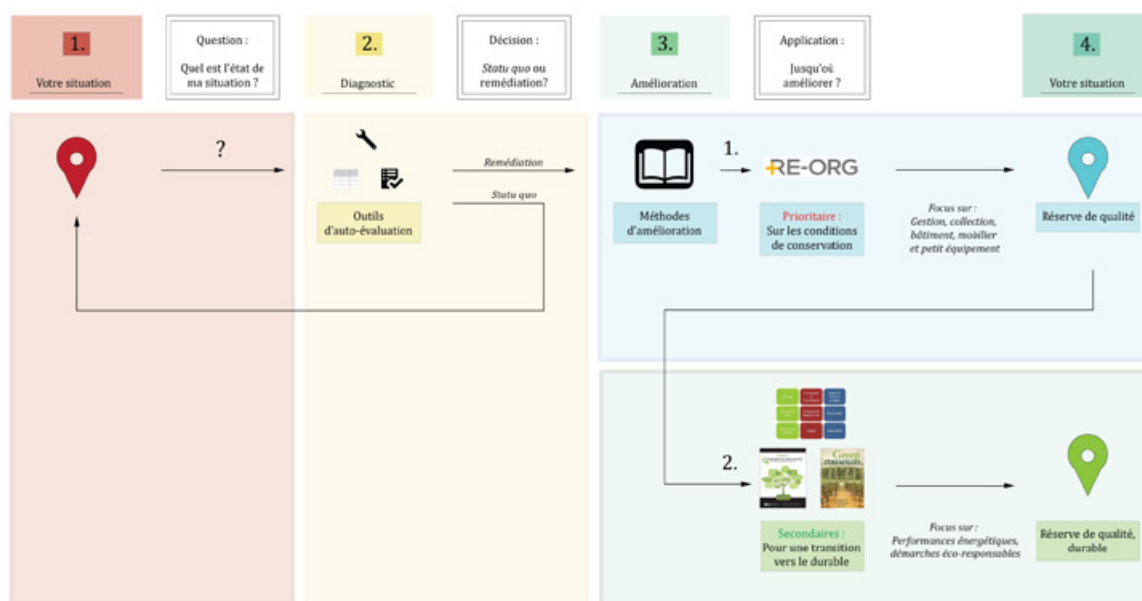 1.
Votre situation
Question :
Quel est l'état de
ma situation ?
2.
Diagnostic
Décision :
Statu quo ou
remédiation?
3.
Amélioration
Application :
Jusqu'où
améliorer ?
4.
Votre situation
?
Outils
d'auto-évaluation
Remédiation
Statu quo
Méthodes
d'amélioration
1.
RE-ORG
Prioritaire :
Sur les conditions
de conservation
Focus sur :
Gestion, collection,
bâtiment, mobilier
et petit équipement
Réserve de qualité
2.
Green
Secondaires :
Pour une transition
vers le durable
Focus sur :
Performances énergétiques,
démarches éco-responsables
Réserve de qualité,
durable